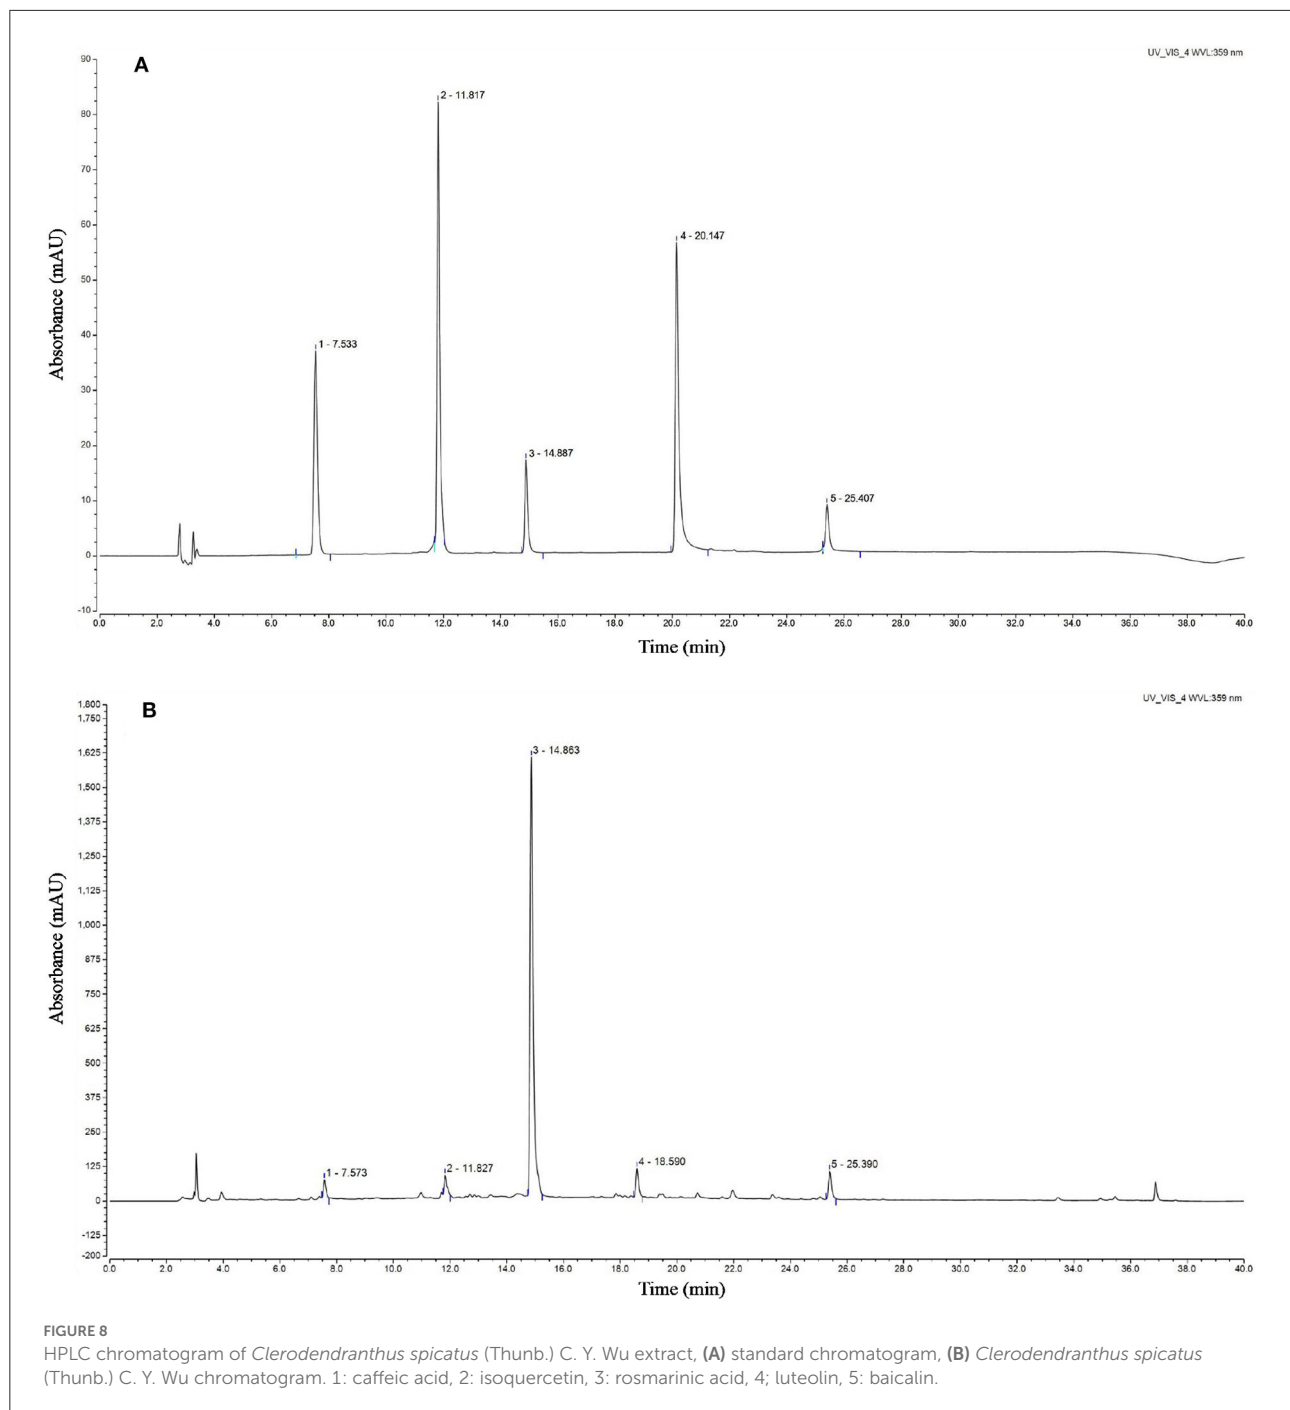 A
UV_VIS_4 WVL:359 nm
90
80
70
60
50
40
30
20
10
0
-10
Absorbance (mAU)
1 - 7.533
2 - 11.817
3 - 14.887
4 - 20.147
5 - 25.407
0.0 2.0 4.0 6.0 8.0 10.0 12.0 14.0 16.0 18.0 20.0 22.0 24.0 26.0 28.0 30.0 32.0 34.0 36.0 38.0 40.0
Time (min)
B
UV_VIS_4 WVL:359 nm
1,800
1,750
1,625
1,500
1,375
1,250
1,125
1,000
875
750
625
500
375
250
125
0
-125
-200
Absorbance (mAU)
1 - 7.573
2 - 11.827
3 - 14.863
4 - 18.590
5 - 25.390
0.0 2.0 4.0 6.0 8.0 10.0 12.0 14.0 16.0 18.0 20.0 22.0 24.0 26.0 28.0 30.0 32.0 34.0 36.0 38.0 40.0
Time (min)
FIGURE 8
HPLC chromatogram of Clerodendranthus spicatus (Thunb.) C. Y. Wu extract, (A) standard chromatogram, (B) Clerodendranthus spicatus
(Thunb.) C. Y. Wu chromatogram. 1: caffeic acid, 2: isoquercetin, 3: rosmarinic acid, 4; luteolin, 5: baicalin.